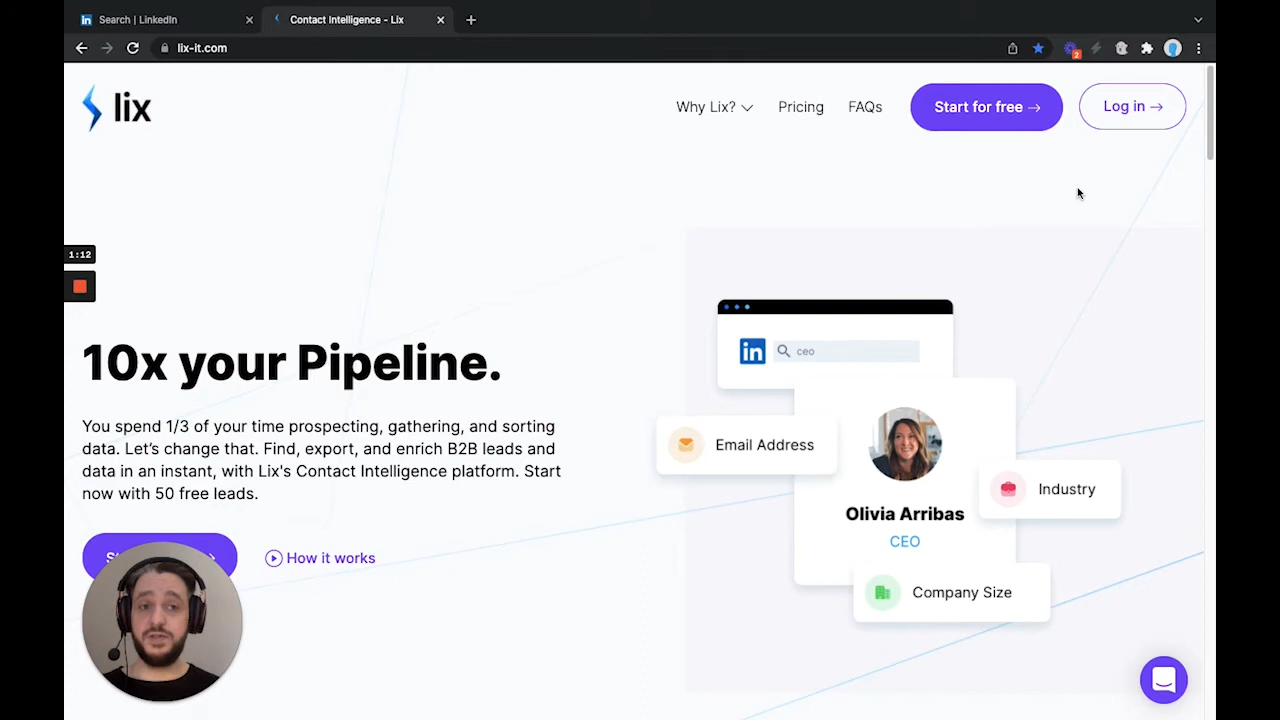 Search | LinkedIn
Contact Intelligence - Lix
lix-it.com
2
lix
Why Lix?
Pricing
FAQs
Start for free →
Log in →
1:12
10x your Pipeline.
You spend 1/3 of your time prospecting, gathering, and sorting
data. Let's change that. Find, export, and enrich B2B leads and
data in an instant, with Lix's Contact Intelligence platform. Start
now with 50 free leads.
How it works
in
ceo
Email Address
Industry
Olivia Arribas
CEO
Company Size